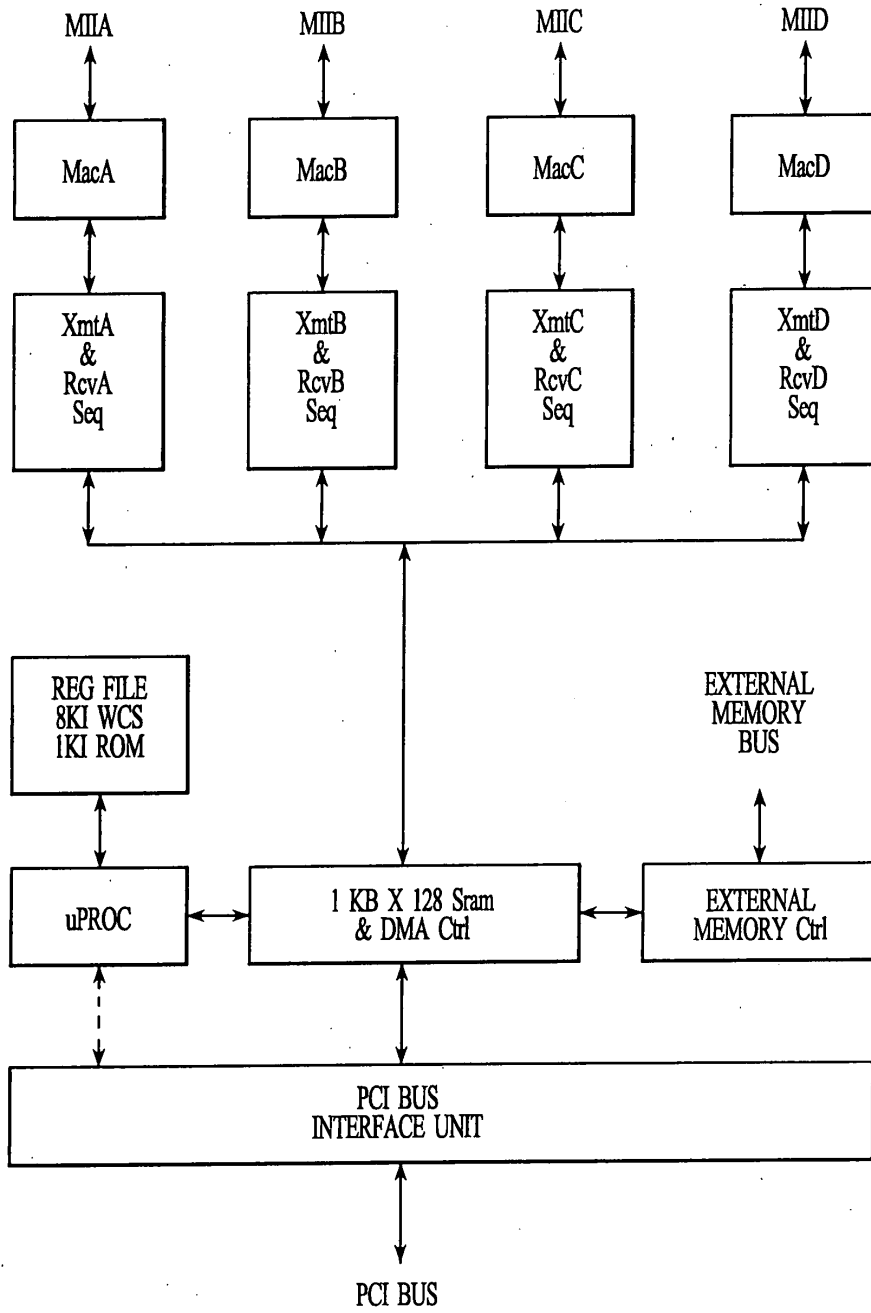 MIIA
MIIB
MIIC
MIID
MacA
MacB
MacC
MacD
XmtA
&
RcvA
Seq
XmtB
&
RcvB
Seq
XmtC
&
RcvC
Seq
XmtD
&
RcvD
Seq
REG FILE
8KI WCS
1KI ROM
EXTERNAL
MEMORY
BUS
uPROC
1 KB X 128 Sram
& DMA Ctrl
EXTERNAL
MEMORY Ctrl
PCI BUS
INTERFACE UNIT
PCI BUS